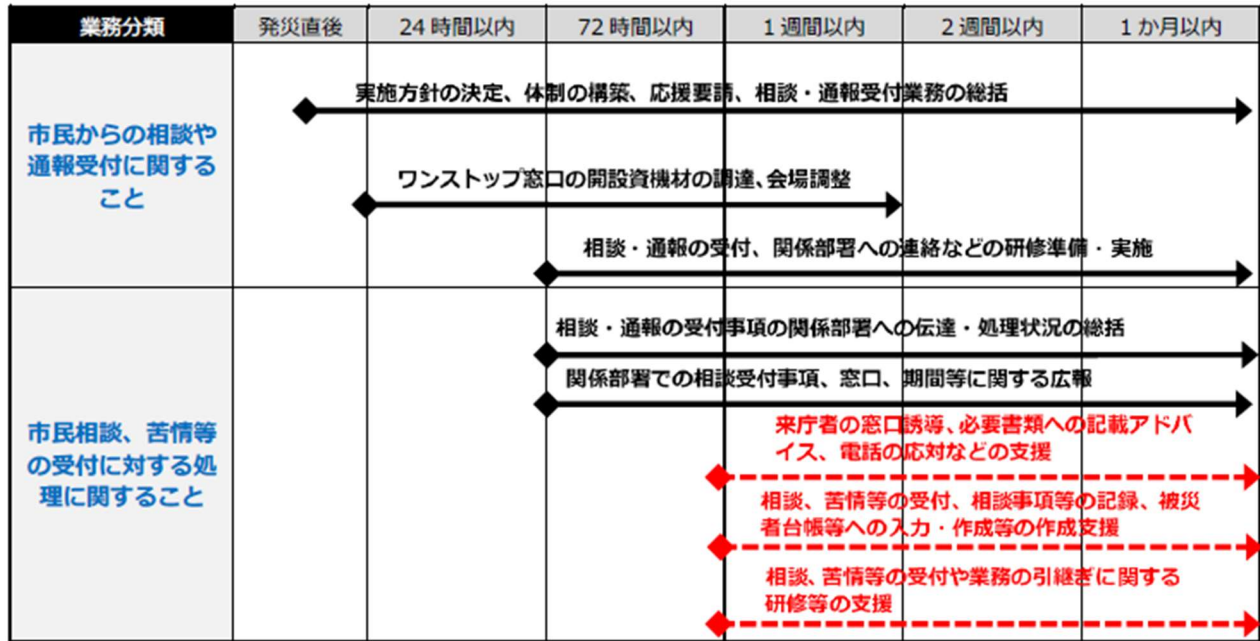 業務分類
発災直後
24時間以内
72時間以内
1週間以内
2週間以内
1か月以内
市民からの相談や
通報受付に関する
こと
実施方針の決定、体制の構築、応援要請、相談・通報受付業務の総括
ワンストップ窓口の開設資機材の調達、会場調整
相談・通報の受付、関係部署への連絡などの研修準備・実施
市民相談、苦情等
の受付に対する処
理に関すること
相談・通報の受付事項の関係部署への伝達・処理状況の総括
関係部署での相談受付事項、窓口、期間等に関する広報
来庁者の窓口誘導、必要書類への記載アドバ
イス、電話の応対などの支援
相談、苦情等の受付、相談事項等の記録、被災
者台帳等への入力・作成等の作成支援
相談、苦情等の受付や業務の引継ぎに関する
研修等の支援